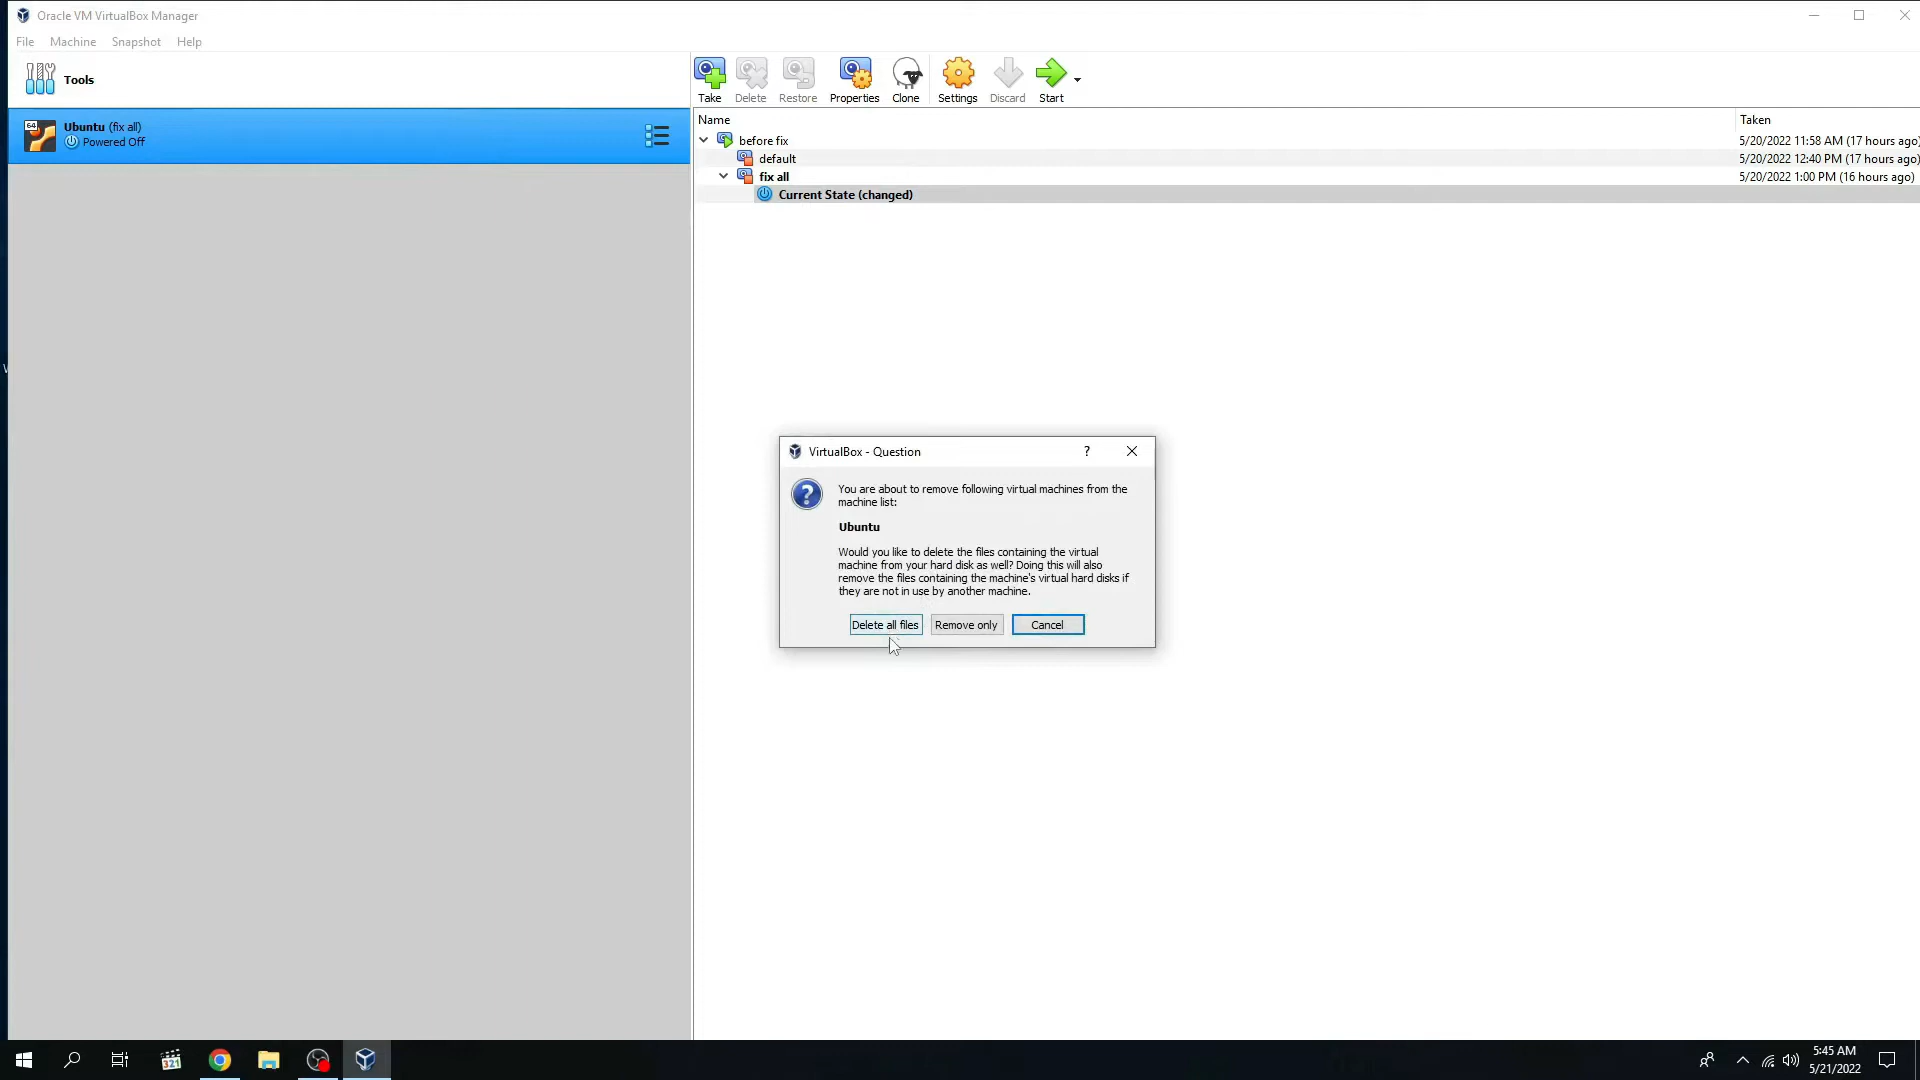 Oracle VM VirtualBox Manager
File Machine Snapshot Help
Tools
Take Delete Restore Properties Clone Settings Discard Start
64
Ubuntu (fix all)
Powered Off
Name Taken
before fix 5/20/2022 11:58 AM (17 hours ago)
default 5/20/2022 12:40 PM (17 hours ago)
fix all 5/20/2022 1:00 PM (16 hours ago)
Current State (changed)
VirtualBox - Question ?
You are about to remove following virtual machines from the
machine list:
Ubuntu
Would you like to delete the files containing the virtual
machine from your hard disk as well? Doing this will also
remove the files containing the machine's virtual hard disks if
they are not in use by another machine.
Delete all files Remove only Cancel
321
5:45 AM
5/21/2022